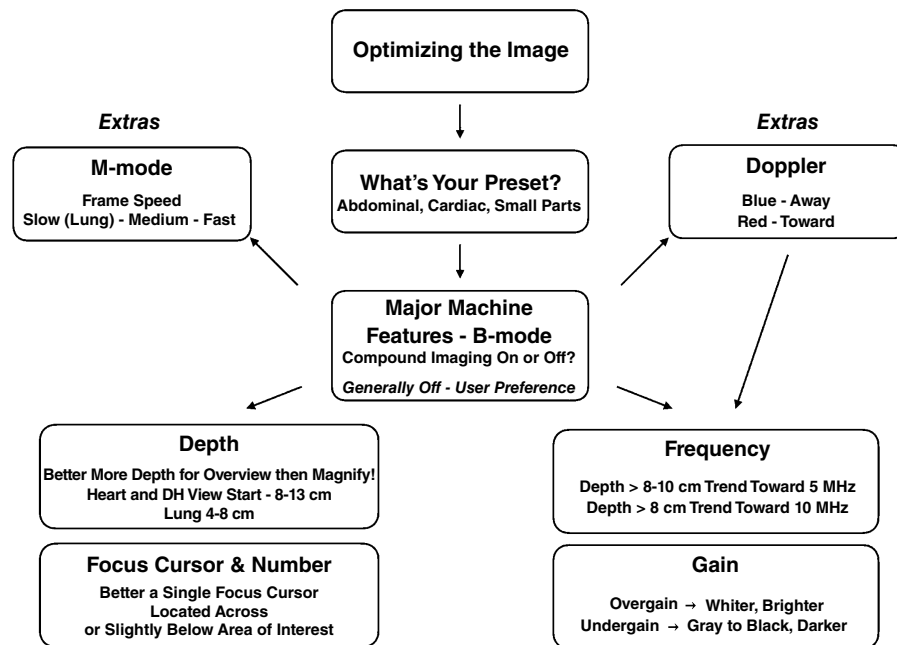 Optimizing the Image
Extras
M-mode
Frame Speed
Slow (Lung) - Medium - Fast
What's Your Preset?
Abdominal, Cardiac, Small Parts
Extras
Doppler
Blue - Away
Red - Toward
Major Machine
Features - B-mode
Compound Imaging On or Off?
Generally Off - User Preference
Depth
Better More Depth for Overview then Magnify!
Heart and DH View Start - 8-13 cm
Lung 4-8 cm
Frequency
Depth > 8-10 cm Trend Toward 5 MHz
Depth > 8 cm Trend Toward 10 MHz
Focus Cursor & Number
Better a Single Focus Cursor
Located Across
or Slightly Below Area of Interest
Gain
Overgain → Whiter, Brighter
Undergain → Gray to Black, Darker